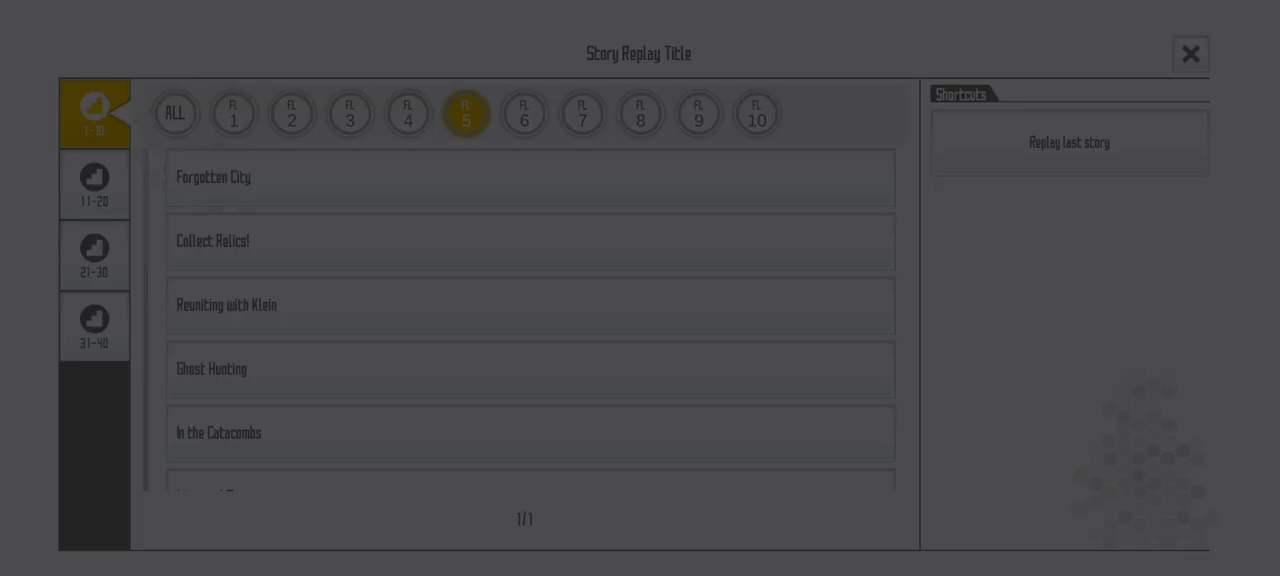 Story Replay Title
1-10
ALL
FL 1
FL 2
FL 3
FL 4
FL 5
FL 6
FL 7
FL 8
FL 9
FL 10
Shortcuts
Replay last story
11-20
21-30
31-40
Forgotten City
Collect Relics!
Reuniting with Klein
Ghost Hunting
In the Catacombs
1/1